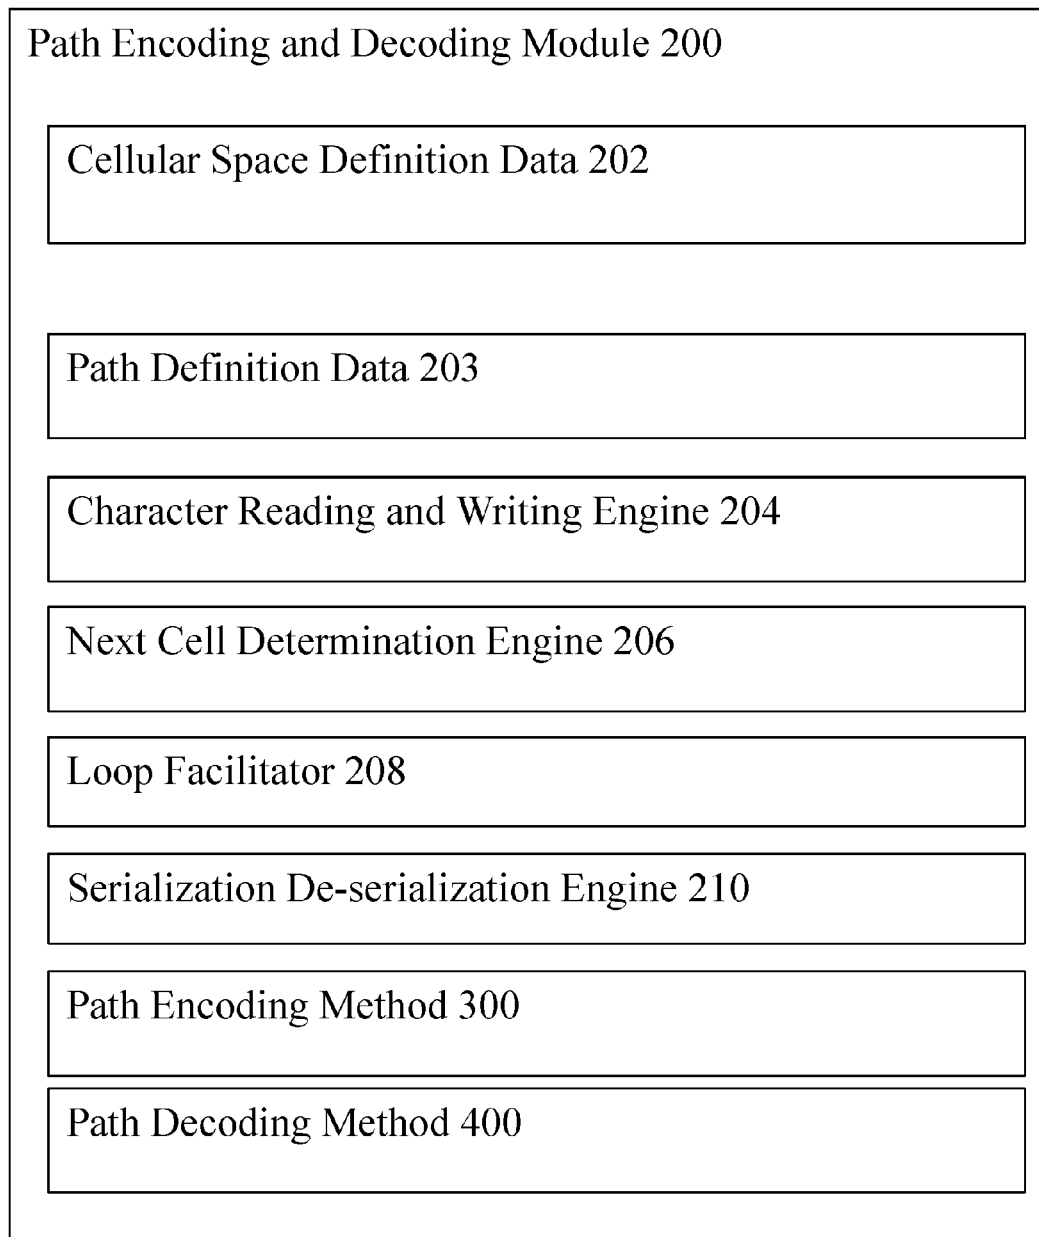 Path Encoding and Decoding Module 200
Cellular Space Definition Data 202
Path Definition Data 203
Character Reading and Writing Engine 204
Next Cell Determination Engine 206
Loop Facilitator 208
Serialization De-serialization Engine 210
Path Encoding Method 300
Path Decoding Method 400